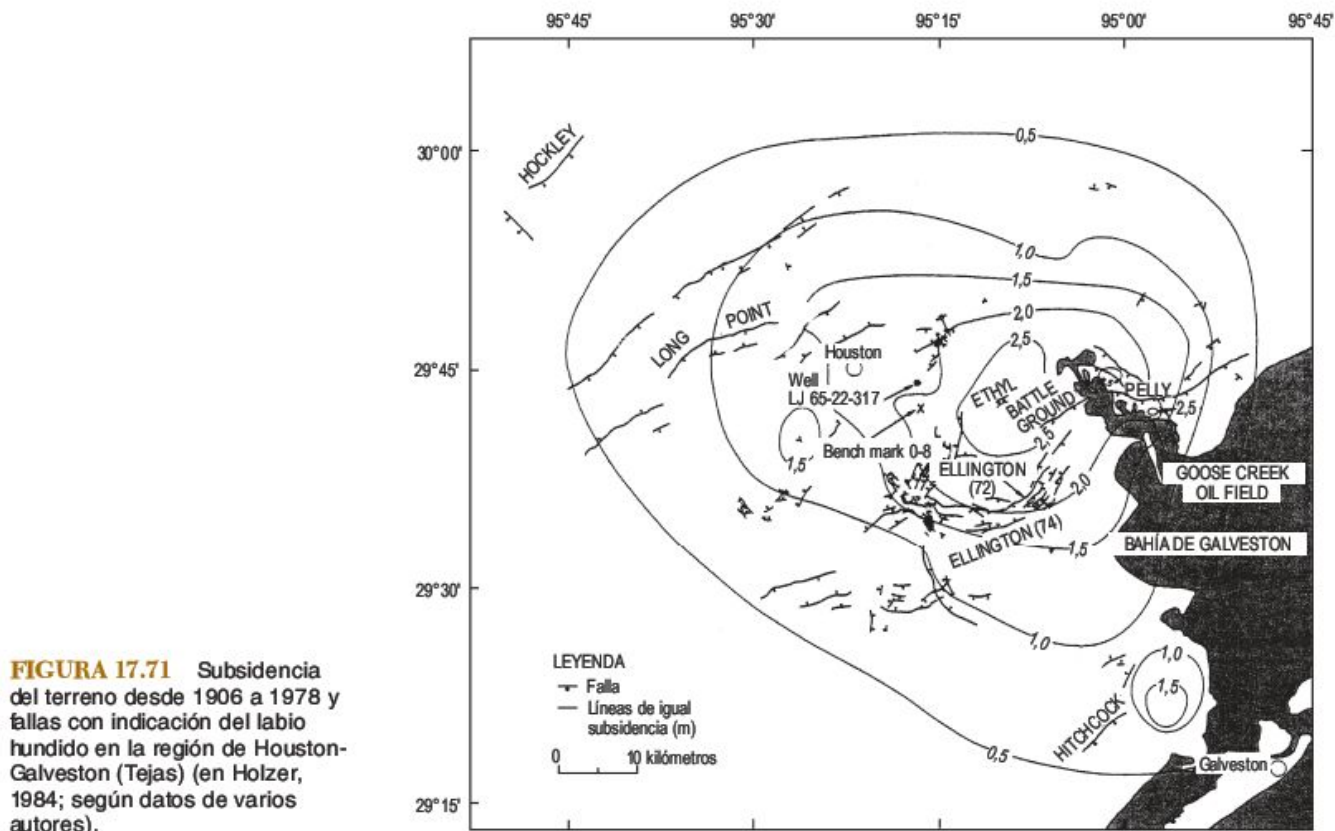 95°45' 95°30' 95°15' 95°00' 95°45'
30°00'
29°45'
29°30'
29°15'
HOCKLEY
0,5
1,0
1,5
LONG POINT
2,0
Houston
2,5
Well
LJ 65-22-317
ETHYL
BATTLE
GROUND
PELLY
2,5
2,5
1,5
Bench mark 0-8
ELLINGTON
(72)
2,0
GOOSE CREEK
OIL FIELD
ELLINGTON (74)
1,5
BAHÍA DE GALVESTON
1,0
1,0
1,5
HITCHCOCK
0,5
Galveston
LEYENDA
Falla
Líneas de igual
subsidencia (m)
0 10 kilómetros
FIGURA 17.71 Subsidencia
del terreno desde 1906 a 1978 y
fallas con indicación del labio
hundido en la región de Houston-
Galveston (Tejas) (en Holzer,
1984; según datos de varios
autores).